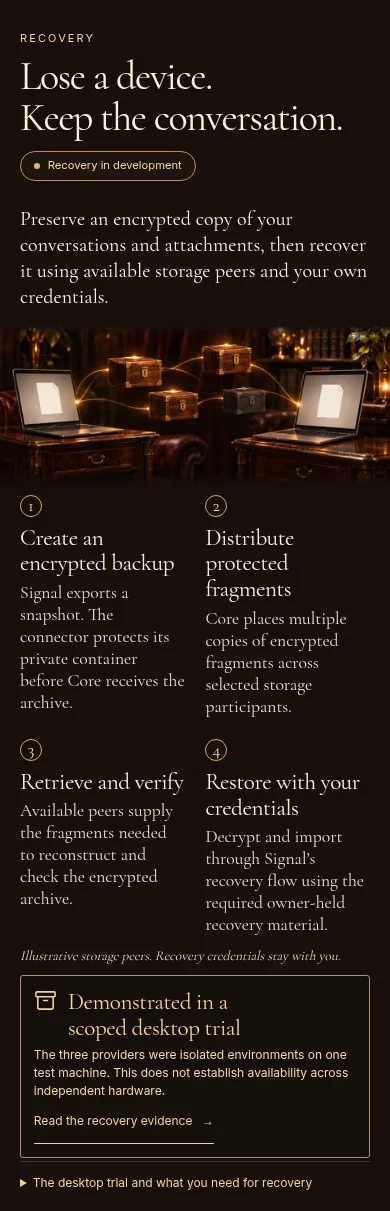 RECOVERY
Lose a device.
Keep the conversation.
Recovery in development
Preserve an encrypted copy of your
conversations and attachments, then recover
it using available storage peers and your own
credentials.
1
Create an
encrypted backup
Signal exports a
snapshot. The
connector protects its
private container
before Core receives the
archive.
2
Distribute
protected
fragments
Core places multiple
copies of encrypted
fragments across
selected storage
participants.
3
Retrieve and verify
Available peers supply
the fragments needed
to reconstruct and
check the encrypted
archive.
4
Restore with your
credentials
Decrypt and import
through Signal’s
recovery flow using the
required owner-held
recovery material.
Illustrative storage peers. Recovery credentials stay with you.
Demonstrated in a
scoped desktop trial
The three providers were isolated environments on one
test machine. This does not establish availability across
independent hardware.
Read the recovery evidence →
The desktop trial and what you need for recovery